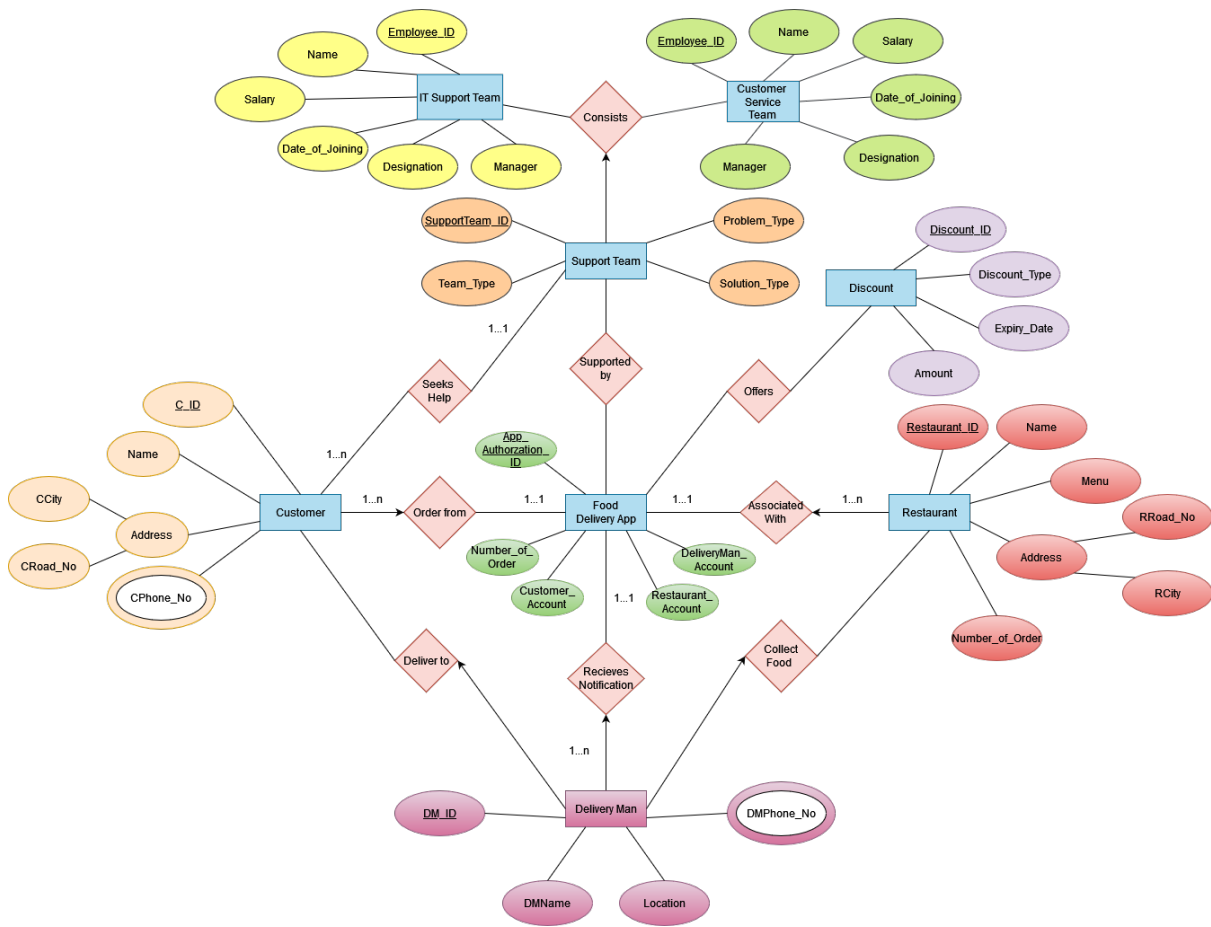 Employee_ID
Name
Salary
Date_of_Joining
Designation
Manager
IT Support Team
Consists
Employee_ID
Name
Salary
Date_of_Joining
Designation
Manager
Customer
Service
Team
SupportTeam_ID
Team_Type
Problem_Type
Solution_Type
Support Team
1...1
Discount_ID
Discount_Type
Expiry_Date
Amount
Discount
Seeks
Help
Supported
by
Offers
C_ID
Name
CCity
CRoad_No
Address
CPhone_No
1...n
Customer
1...n
Order from
1...1
App_
Authorzation_
ID
Food
Delivery App
Number_of_
Order
Customer_
Account
Restaurant_
Account
DeliveryMan_
Account
1...1
1...1
Associated
With
1...n
Restaurant
Restaurant_ID
Name
Menu
RRoad_No
Address
RCity
Number_of_Order
Deliver to
Recieves
Notification
Collect
Food
1...n
Delivery Man
DM_ID
DMPhone_No
DMName
Location